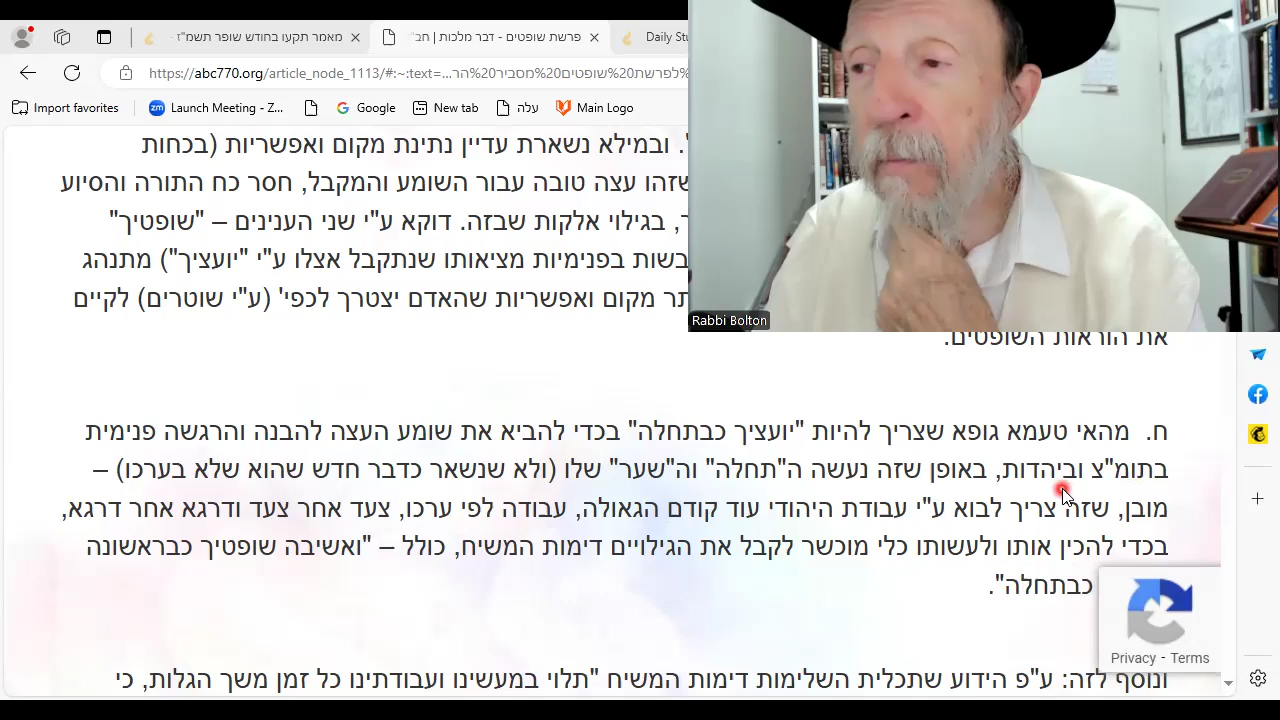 מאמר תקעו בחודש שופר תשמ"ז -
פרשת שופטים - דבר מלכות | חב
Daily Stu
https://abc770.org/article_node_1113/#:~:text=...לפרשת%20שופטים%20מסביר%20הר
Import favorites
Launch Meeting - Z...
Google
New tab
עלה
Main Logo
'. ובמילא נשארת עדיין נתינת מקום ואפשריות (בכחות
שזהו עצה טובה עבור השומע והמקבל, חסר כח התורה והסיוע
ר, בגילוי אלקות שבזה. דוקא ע"י שני הענינים – "שופטיך"
בשות בפנימיות מציאותו שנתקבל אצלו ע"י "יועציך") מתנהג
תר מקום ואפשריות שהאדם יצטרך לכפי' (ע"י שוטרים) לקיים
את הוראות השופטים.
Rabbi Bolton
ח. מהאי טעמא גופא שצריך להיות "יועציך כבתחלה" בכדי להביא את שומע העצה להבנה והרגשה פנימית
בתומ"צ וביהדות, באופן שזה נעשה ה"תחלה" וה"שער" שלו (ולא שנשאר כדבר חדש שהוא שלא בערכו) –
מובן, שזה צריך לבוא ע"י עבודת היהודי עוד קודם הגאולה, עבודה לפי ערכו, צעד אחר צעד ודרגא אחר דרגא,
בכדי להכין אותו ולעשותו כלי מוכשר לקבל את הגילויים דימות המשיח, כולל – "ואשיבה שופטיך כבראשונה
כבתחלה".
Privacy - Terms
ונוסף לזה: ע"פ הידוע שתכלית השלימות דימות המשיח "תלוי במעשינו ועבודתינו כל זמן משך הגלות, כי